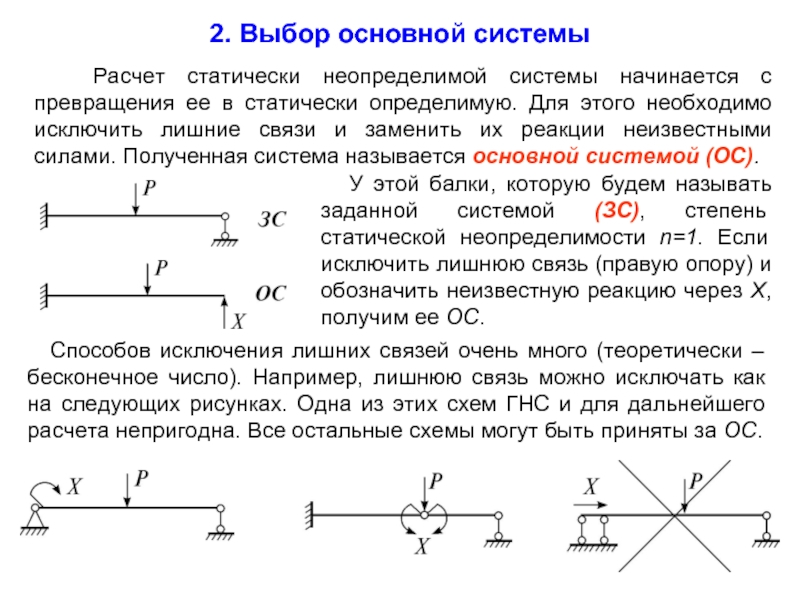 2. Выбор основной системы
Расчет статически неопределимой системы начинается с
превращения ее в статически определимую. Для этого необходимо
исключить лишние связи и заменить их реакции неизвестными
силами. Полученная система называется основной системой (ОС).
P
ЗС
P
ОС
X
У этой балки, которую будем называть
заданной системой (ЗС), степень
статической неопределимости n=1. Если
исключить лишнюю связь (правую опору) и
обозначить неизвестную реакцию через X,
получим ее ОС.
Способов исключения лишних связей очень много (теоретически –
бесконечное число). Например, лишнюю связь можно исключать как
на следующих рисунках. Одна из этих схем ГНС и для дальнейшего
расчета непригодна. Все остальные схемы могут быть приняты за ОС.
X P
P
X
X P